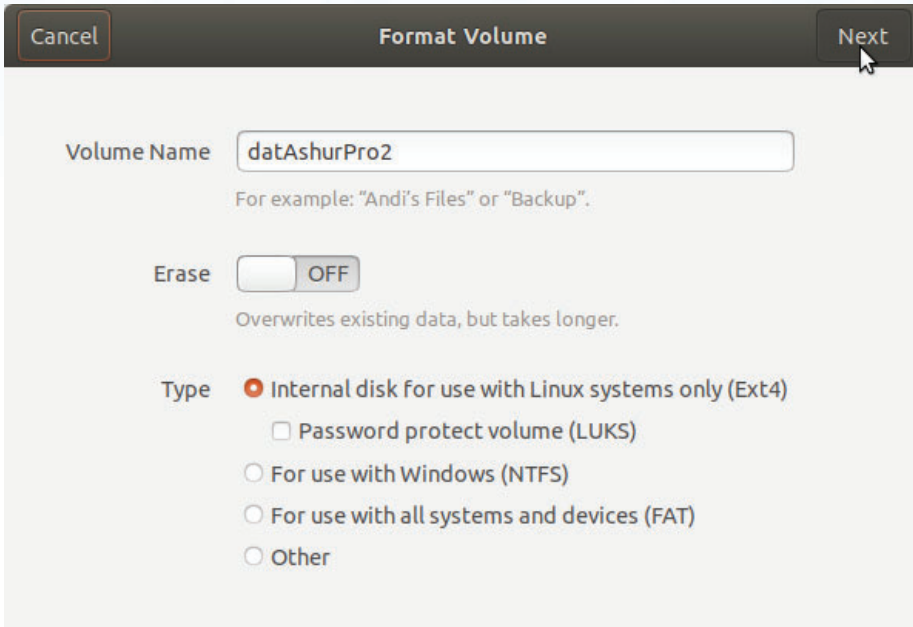 Cancel Format Volume Next
Volume Name datAshurPro2
For example: “Andi’s Files” or “Backup”.
Erase OFF
Overwrites existing data, but takes longer.
Type Internal disk for use with Linux systems only (Ext4)
Password protect volume (LUKS)
For use with Windows (NTFS)
For use with all systems and devices (FAT)
Other